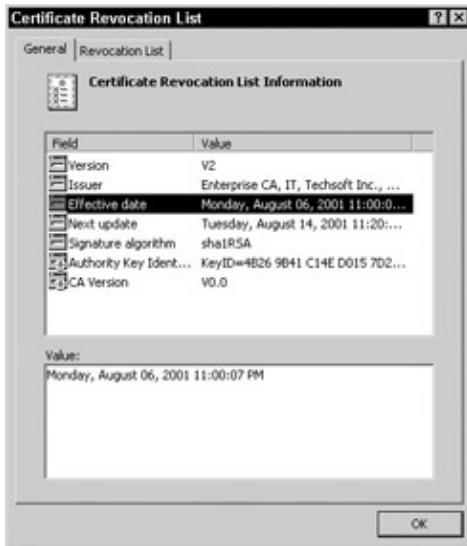 Certificate Revocation List
General Revocation List
Certificate Revocation List Information
Field Value
Version V2
Issuer Enterprise CA, IT, Techsoft Inc., ...
Effective date Monday, August 06, 2001 11:00:0...
Next update Tuesday, August 14, 2001 11:20:...
Signature algorithm sha1RSA
Authority Key Ident... KeyID=4B26 9B41 C14E D015 7D2...
CA Version V0.0
Value:
Monday, August 06, 2001 11:00:07 PM
OK